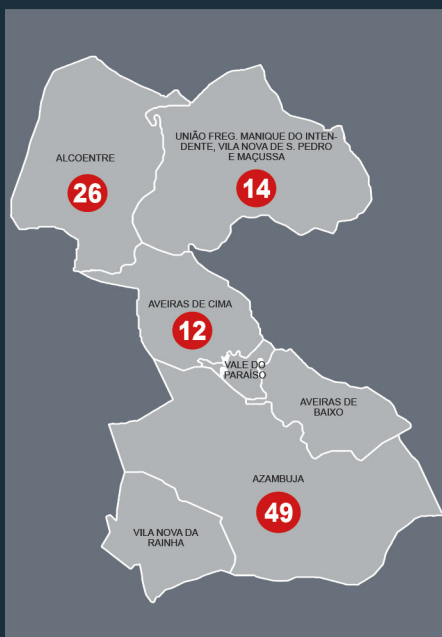 ALCOENTRE
26
UNIÃO FREG. MANIQUE DO INTEN-
DENTE, VILA NOVA DE S. PEDRO
E MAÇUSSA
14
AVEIRAS DE CIMA
12
VALE DO
PARAÍSO
AVEIRAS DE
BAIXO
AZAMBUJA
49
VILA NOVA DA
RAINHA